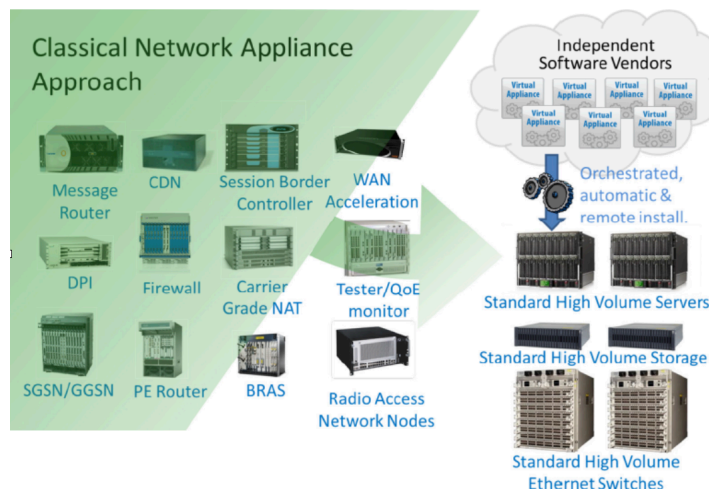 Classical Network Appliance
Approach
Message
Router
CDN
Session Border
Controller
WAN
Acceleration
DPI
Firewall
Carrier
Grade NAT
Tester/QoE
monitor
SGSN/GGSN
PE Router
BRAS
Radio Access
Network Nodes
Independent
Software Vendors
Virtual
Appliance
Virtual
Appliance
Virtual
Appliance
Virtual
Appliance
Virtual
Appliance
Virtual
Appliance
Virtual
Appliance
Orchestrated,
automatic &
remote install.
Standard High Volume Servers
Standard High Volume Storage
Standard High Volume
Ethernet Switches